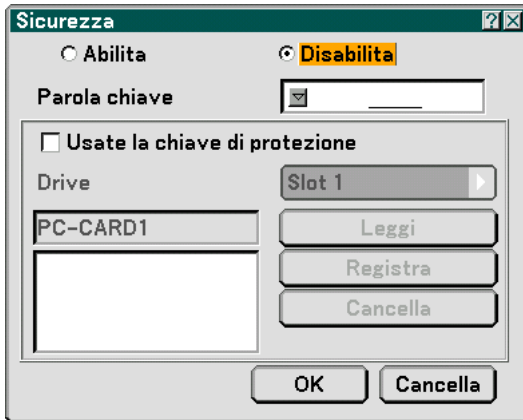 Sicurezza
Abilita Disabilita
Parola chiave
Usate la chiave di protezione
Drive Slot 1
PC-CARD1 Leggi
Registra
Cancella
OK Cancella